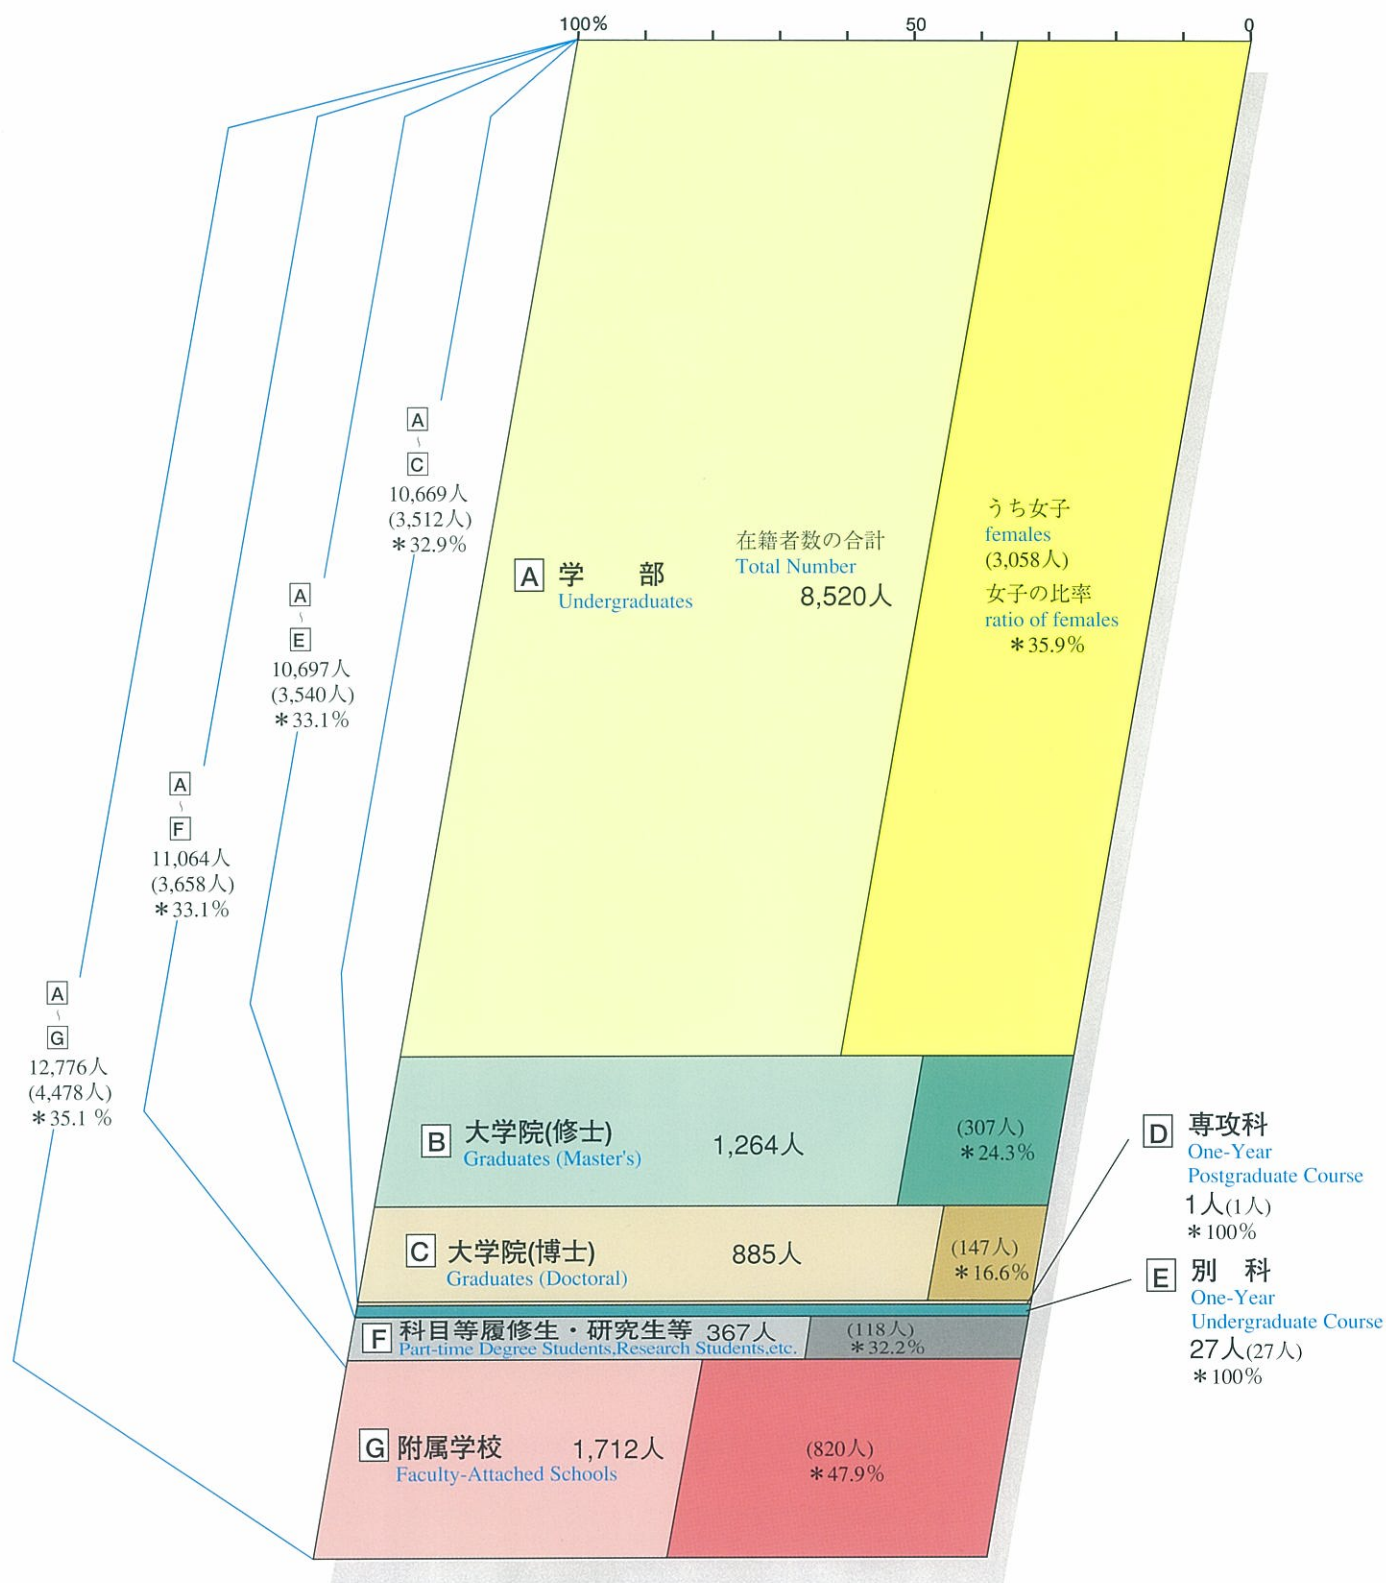 100%
50
0
A
~
C
10,669人
(3,512人)
＊32.9%
A
~
E
10,697人
(3,540人)
＊33.1%
A
~
F
11,064人
(3,658人)
＊33.1%
A
~
G
12,776人
(4,478人)
＊35.1 %
A 学　部
Undergraduates
在籍者数の合計
Total Number
8,520人
うち女子
females
(3,058人)
女子の比率
ratio of females
＊35.9%
B 大学院(修士) 1,264人
Graduates (Master's)
(307人)
＊24.3%
C 大学院(博士) 885人
Graduates (Doctoral)
(147人)
＊16.6%
D 専攻科
One-Year
Postgraduate Course
1人(1人)
＊100%
E 別　科
One-Year
Undergraduate Course
27人(27人)
＊100%
F 科目等履修生・研究生等 367人
Part-time Degree Students,Research Students,etc.
(118人)
＊32.2%
G 附属学校 1,712人
Faculty-Attached Schools
(820人)
＊47.9%